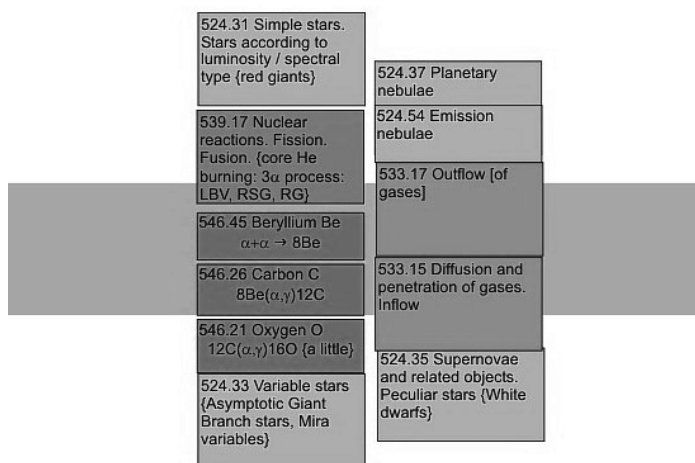 524.31 Simple stars.
Stars according to
luminosity / spectral
type {red giants}
539.17 Nuclear
reactions. Fission.
Fusion. {core He
burning: 3α process:
LBV, RSG, RG}
546.45 Beryllium Be
α+α → 8Be
546.26 Carbon C
8Be(α,γ)12C
546.21 Oxygen O
12C(α,γ)16O {a little}
524.33 Variable stars
{Asymptotic Giant
Branch stars, Mira
variables}
524.37 Planetary
nebulae
524.54 Emission
nebulae
533.17 Outflow [of
gases]
533.15 Diffusion and
penetration of gases.
Inflow
524.35 Supernovae
and related objects.
Peculiar stars {White
dwarfs}